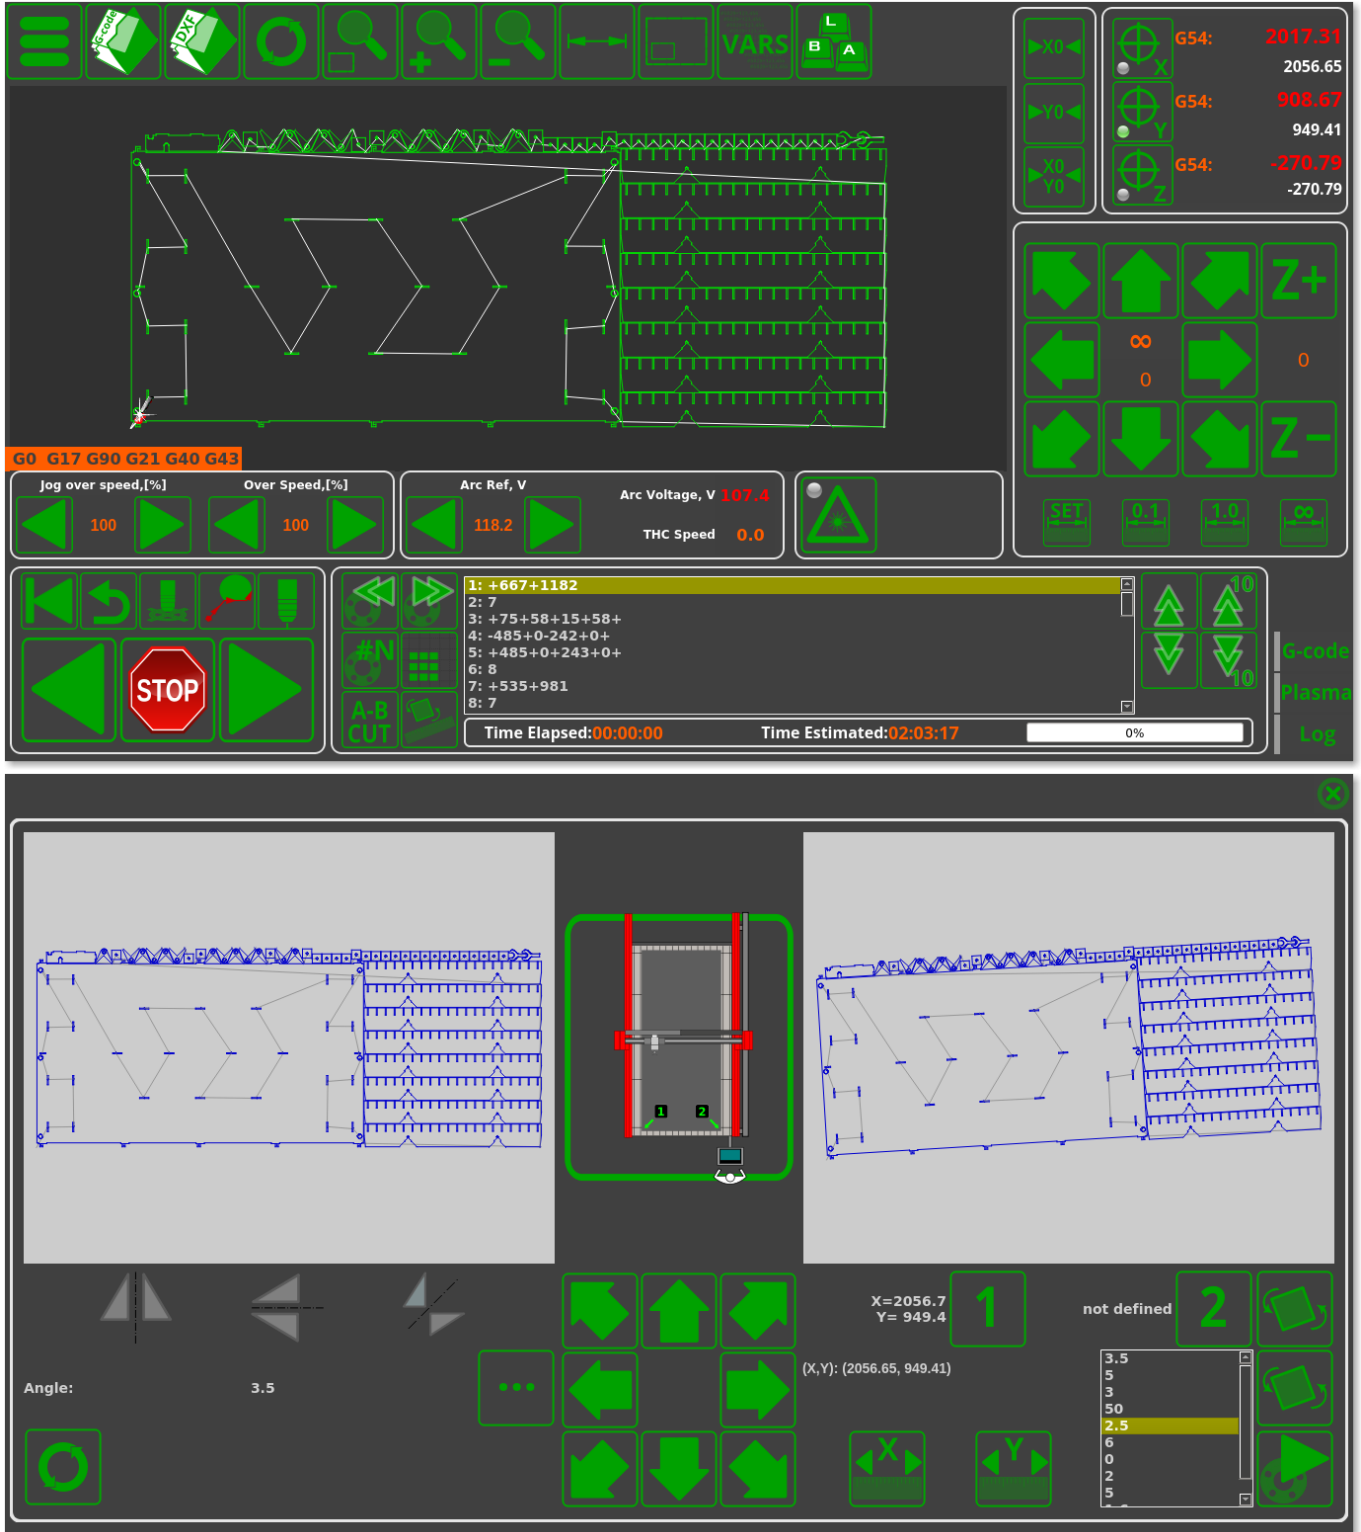 G-code
DXF
VARS
L
B
A
X0
Y0
X0
Y0
G54:
2017.31
X
2056.65
G54:
908.67
Y
949.41
G54:
-270.79
Z
-270.79
Z+
∞
0
0
Z-
SET
0.1
1.0
∞
G0 G17 G90 G21 G40 G43
Jog over speed,[%]
100
Over Speed,[%]
100
Arc Ref, V
118.2
Arc Voltage, V 107.4
THC Speed 0.0
STOP
#N
A-B
CUT
1: +667+1182
2: 7
3: +75+58+15+58+
4: -485+0-242+0+
5: +485+0+243+0+
6: 8
7: +535+981
8: 7
10
10
Time Elapsed:00:00:00
Time Estimated:02:03:17
0%
G-code
Plasma
Log
1
2
X=2056.7
Y= 949.4
1
not defined
2
Angle:
3.5
(X,Y): (2056.65, 949.41)
X
Y
3.5
5
3
50
2.5
6
0
2
5